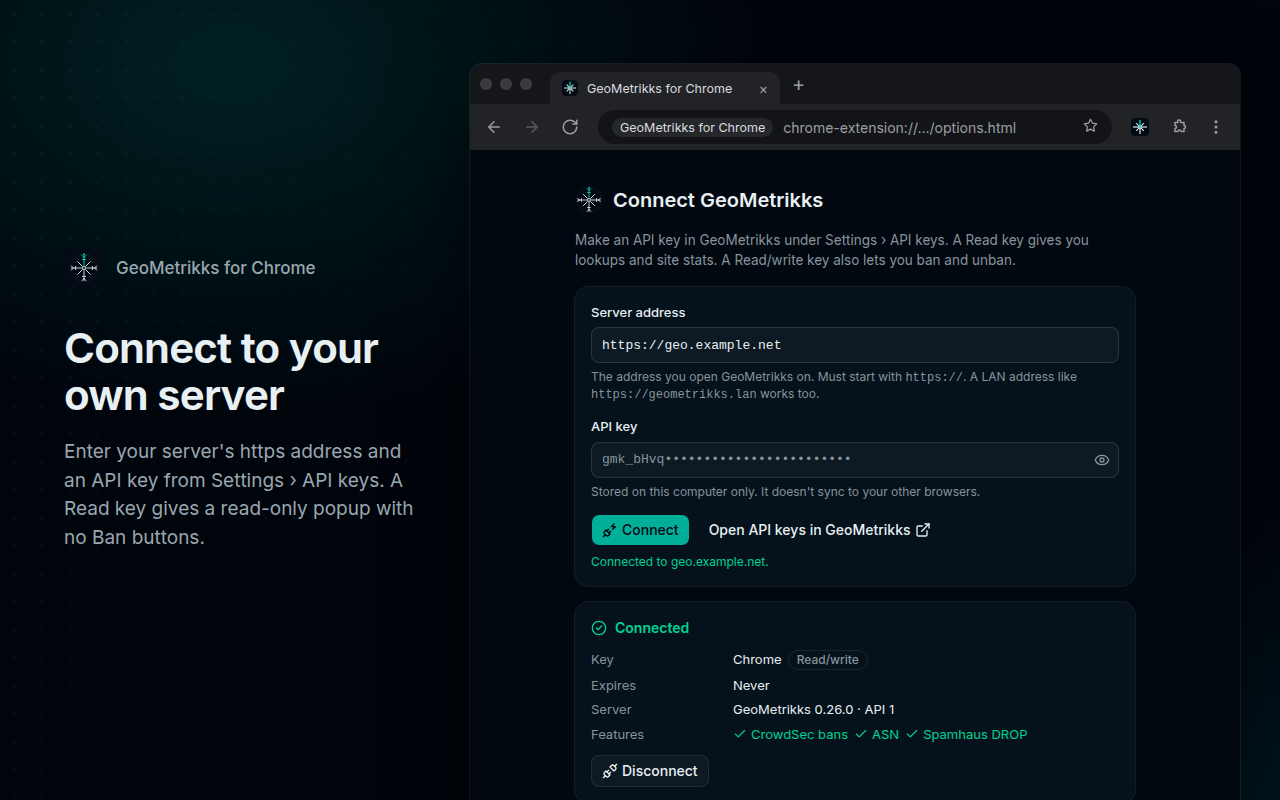 GeoMetrikks for Chrome
Connect to your
own server
Enter your server's https address and
an API key from Settings › API keys. A
Read key gives a read-only popup with
no Ban buttons.
GeoMetrikks for Chrome × +
GeoMetrikks for Chrome chrome-extension://.../options.html
Connect GeoMetrikks
Make an API key in GeoMetrikks under Settings › API keys. A Read key gives you
lookups and site stats. A Read/write key also lets you ban and unban.
Server address
https://geo.example.net
The address you open GeoMetrikks on. Must start with https://. A LAN address like
https://geometrikks.lan works too.
API key
gmk_bHvq••••••••••••••••••••••••
Stored on this computer only. It doesn't sync to your other browsers.
Connect Open API keys in GeoMetrikks
Connected to geo.example.net.
Connected
Key Chrome Read/write
Expires Never
Server GeoMetrikks 0.26.0 · API 1
Features ✓ CrowdSec bans ✓ ASN ✓ Spamhaus DROP
Disconnect